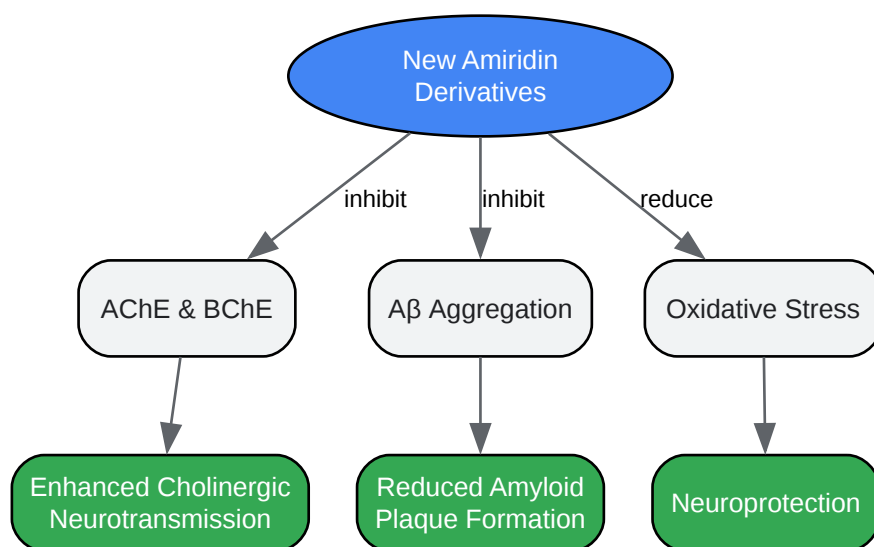 New Amiridin
Derivatives
inhibit
inhibit
reduce
AChE & BChE
Aβ Aggregation
Oxidative Stress
Enhanced Cholinergic
Neurotransmission
Reduced Amyloid
Plaque Formation
Neuroprotection